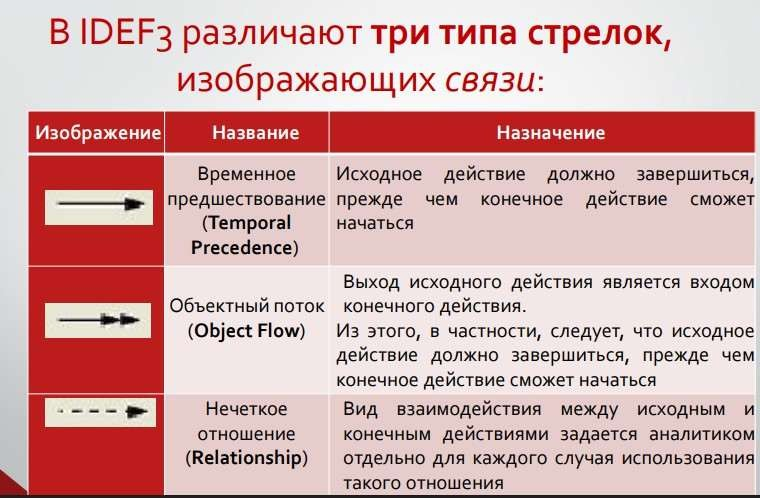 В IDEF3 различают три типа стрелок,
изображающих связи:
Изображение Название Назначение
Временное
предшествование
(Temporal
Precedence)
Исходное действие должно завершиться,
прежде чем конечное действие сможет
начаться
Объектный поток
(Object Flow)
Выход исходного действия является входом
конечного действия.
Из этого, в частности, следует, что исходное
действие должно завершиться, прежде чем
конечное действие сможет начаться
Нечеткое
отношение
(Relationship)
Вид взаимодействия между исходным и
конечным действиями задается аналитиком
отдельно для каждого случая использования
такого отношения